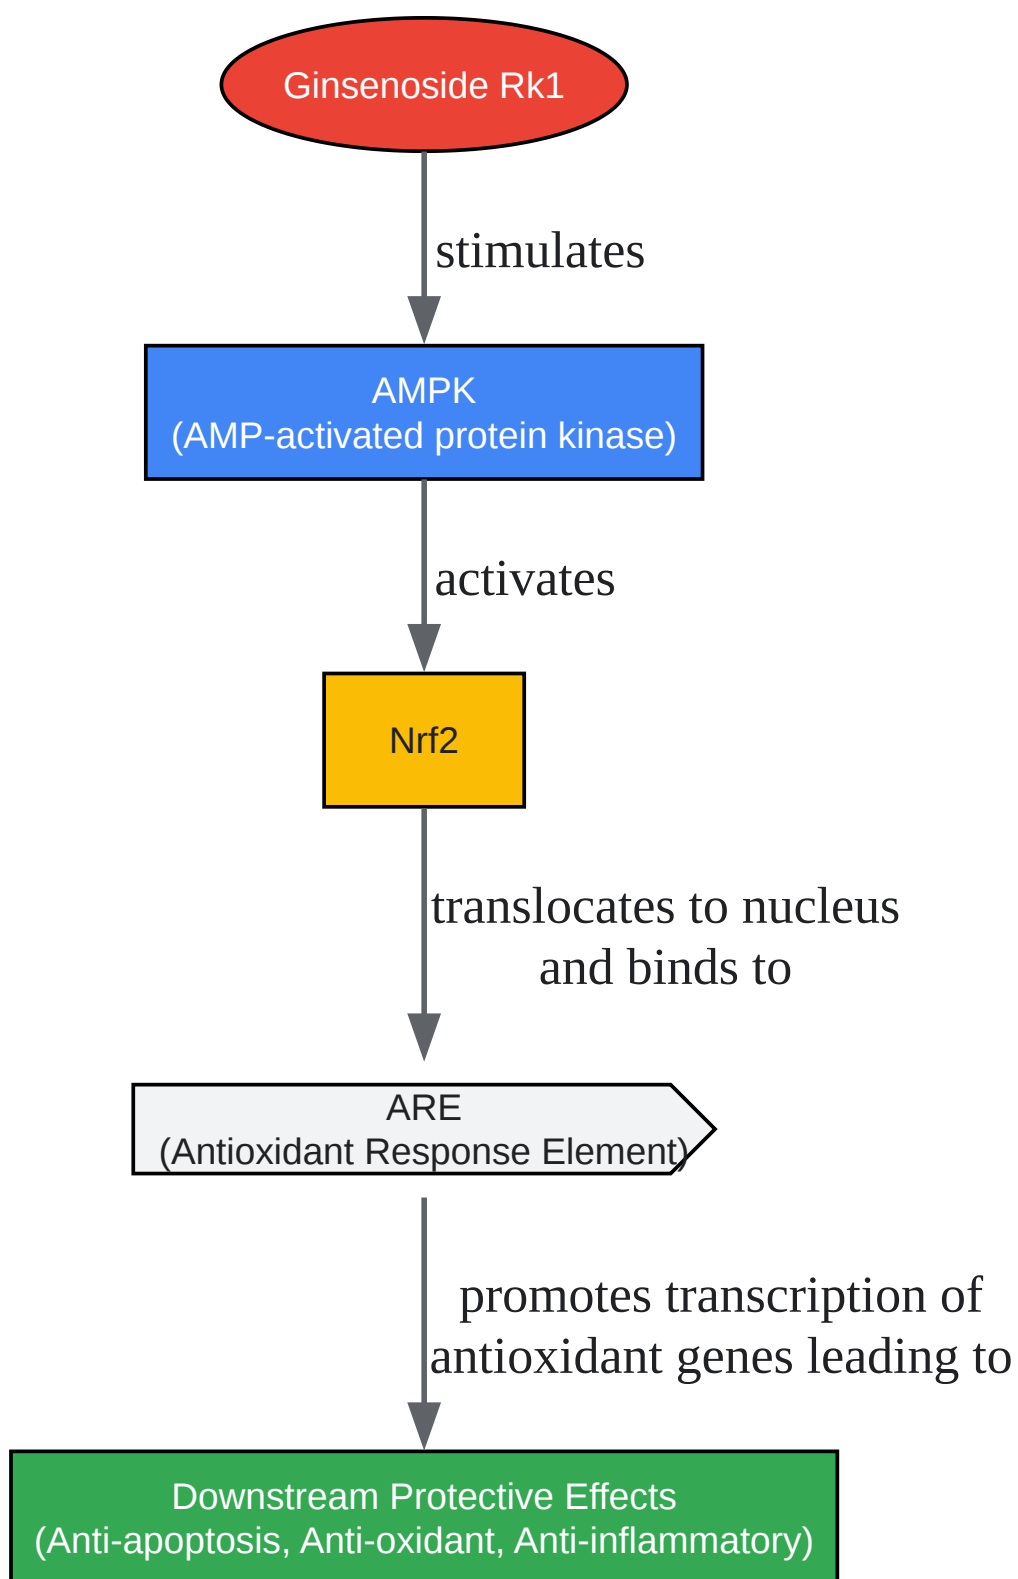 Ginsenoside Rk1
stimulates
AMPK
(AMP-activated protein kinase)
activates
Nrf2
translocates to nucleus
and binds to
ARE
(Antioxidant Response Element)
promotes transcription of
antioxidant genes leading to
Downstream Protective Effects
(Anti-apoptosis, Anti-oxidant, Anti-inflammatory)